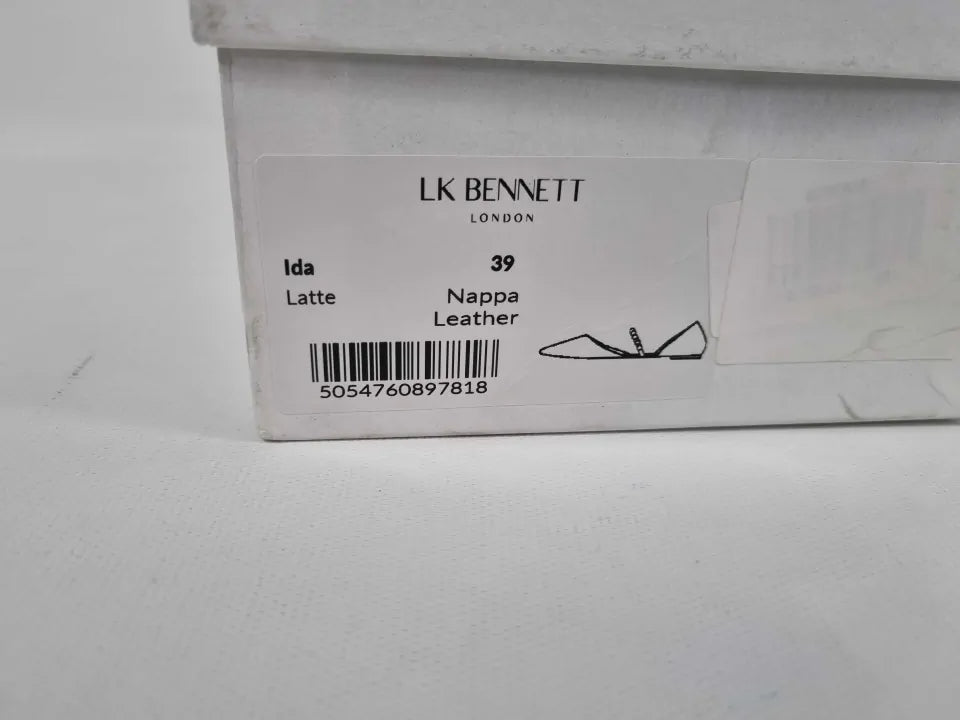 LK BENNETT
LONDON
Ida 39
Latte Nappa
Leather
5054760897818